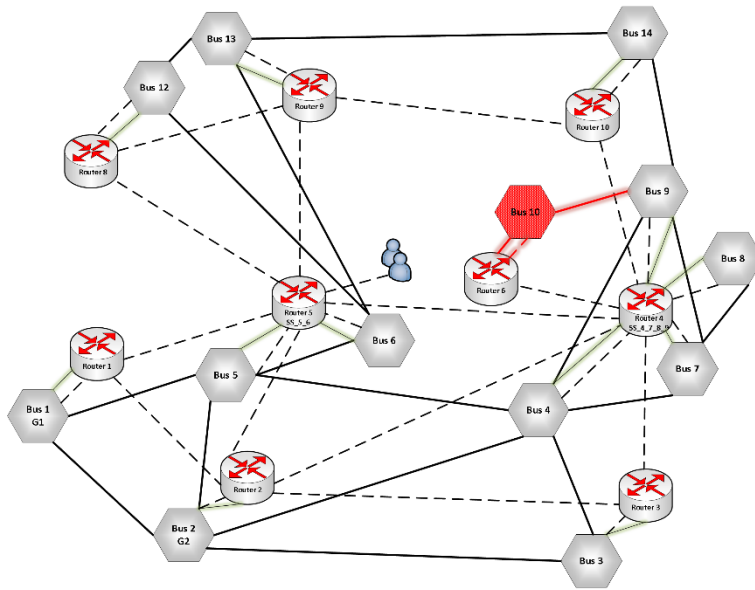 Bus 13
Bus 14
Bus 12
Router 9
Router 10
Router 8
Bus 9
Bus 10
Bus 8
Router 6
Router 5
SS_5_6
Router 4
SS_4_7_8_9
Bus 6
Router 1
Bus 5
Bus 7
Bus 1
G1
Bus 4
Router 2
Router 3
Bus 2
G2
Bus 3